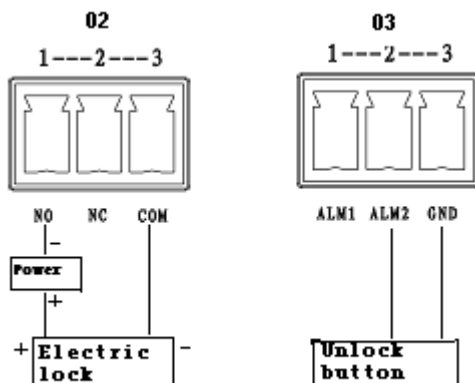 02
1---2---3
NO NC COM
-
Power
+
+ Electric lock -
03
1---2---3
ALM1 ALM2 GND
Unlock
button